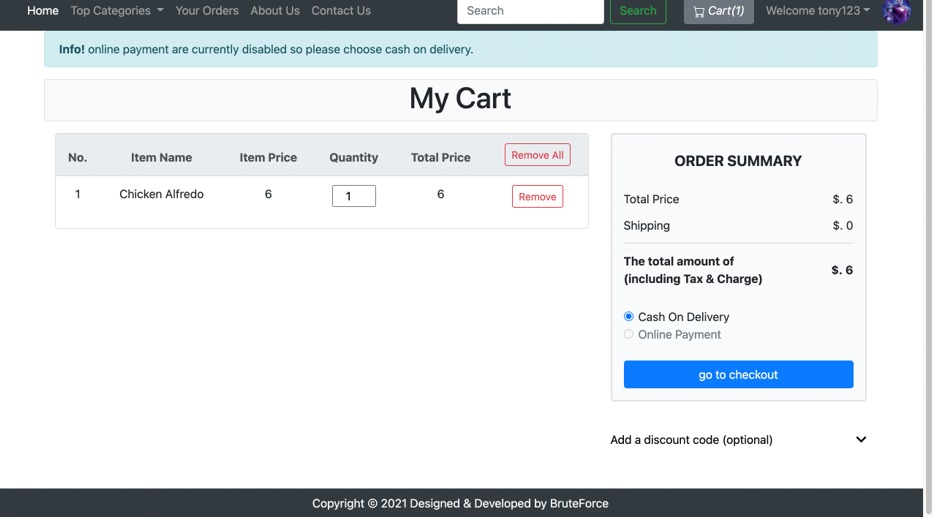 Home Top Categories Your Orders About Us Contact Us Search Search Cart(1) Welcome tony123
Info! online payment are currently disabled so please choose cash on delivery.
My Cart
No. Item Name Item Price Quantity Total Price Remove All
1 Chicken Alfredo 6 1 6 Remove
ORDER SUMMARY
Total Price $. 6
Shipping $. 0
The total amount of
(including Tax & Charge) $. 6
Cash On Delivery
Online Payment
go to checkout
Add a discount code (optional)
Copyright © 2021 Designed & Developed by BruteForce